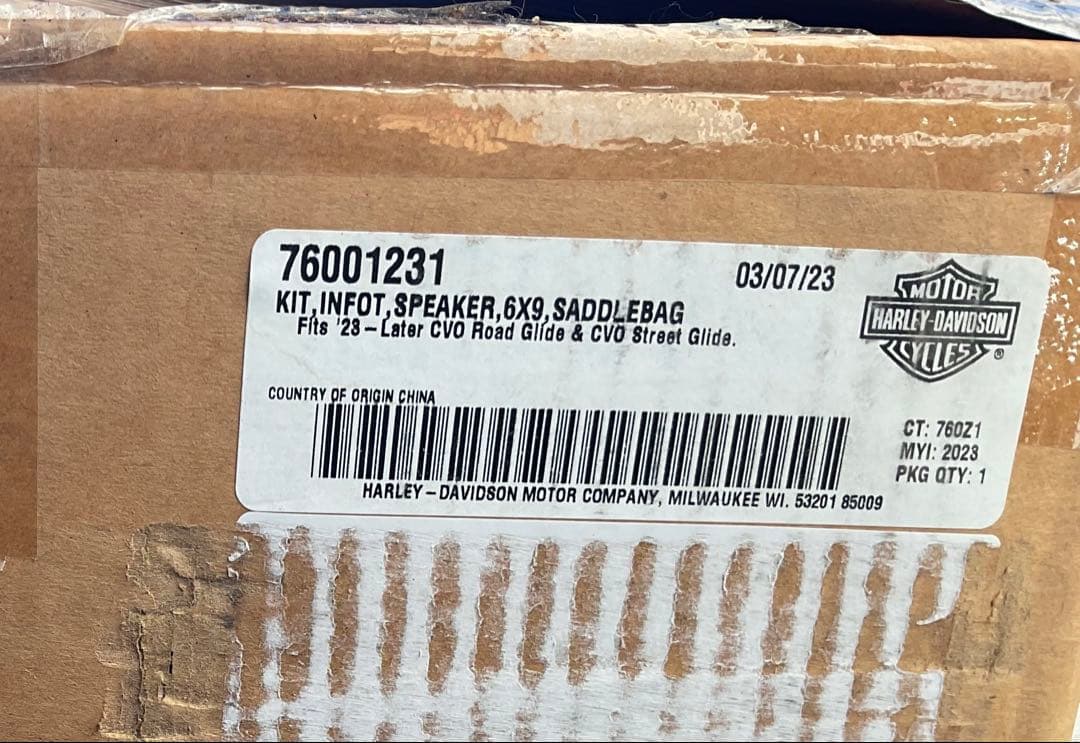 76001231
03/07/23
KIT,INFOT,SPEAKER,6X9,SADDLEBAG
Fits '23-Later CVO Road Glide & CVO Street Glide.
MOTOR
HARLEY-DAVIDSON
CYCLES
®
COUNTRY OF ORIGIN CHINA
CT: 760Z1
MYI: 2023
PKG QTY: 1
HARLEY-DAVIDSON MOTOR COMPANY, MILWAUKEE WI. 53201 85009